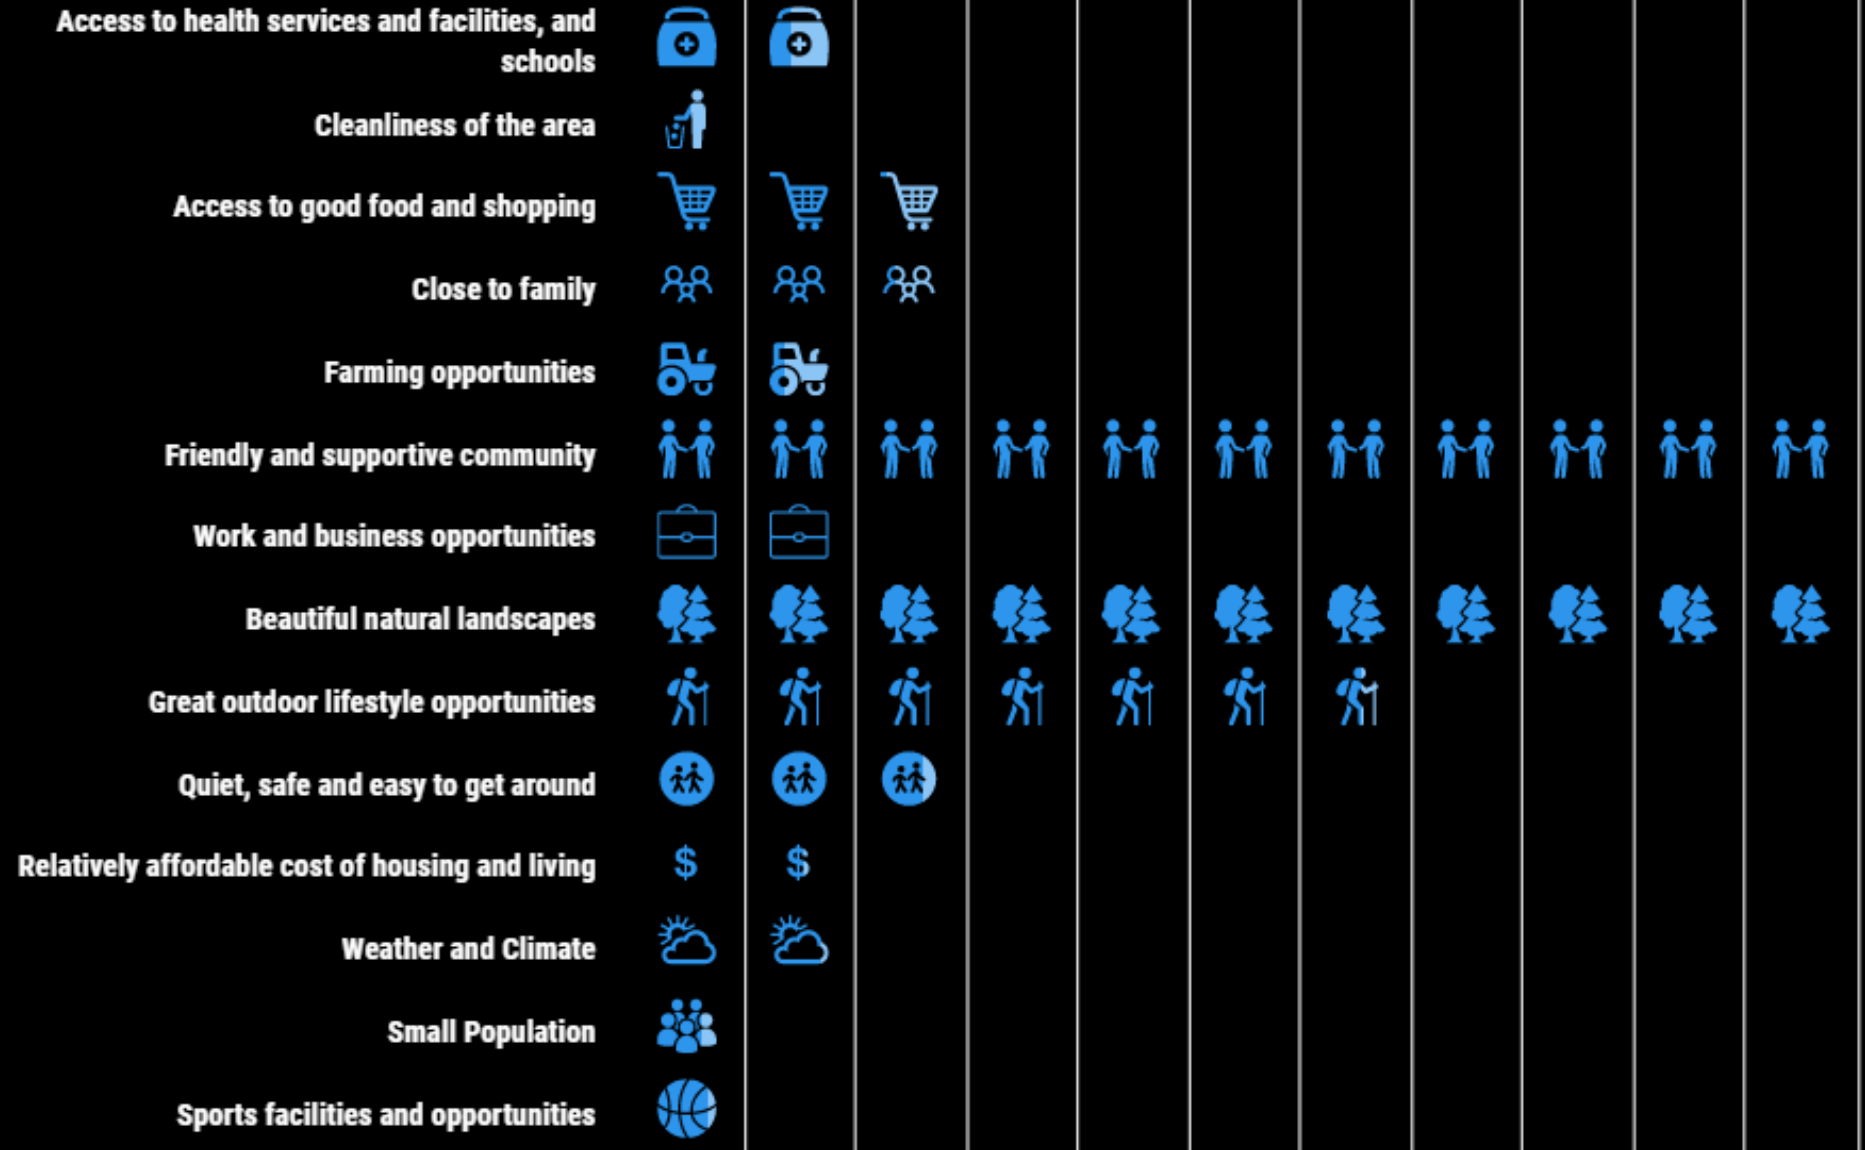 Access to health services and facilities, and
schools
Cleanliness of the area
Access to good food and shopping
Close to family
Farming opportunities
Friendly and supportive community
Work and business opportunities
Beautiful natural landscapes
Great outdoor lifestyle opportunities
Quiet, safe and easy to get around
Relatively affordable cost of housing and living
$ $
Weather and Climate
Small Population
Sports facilities and opportunities